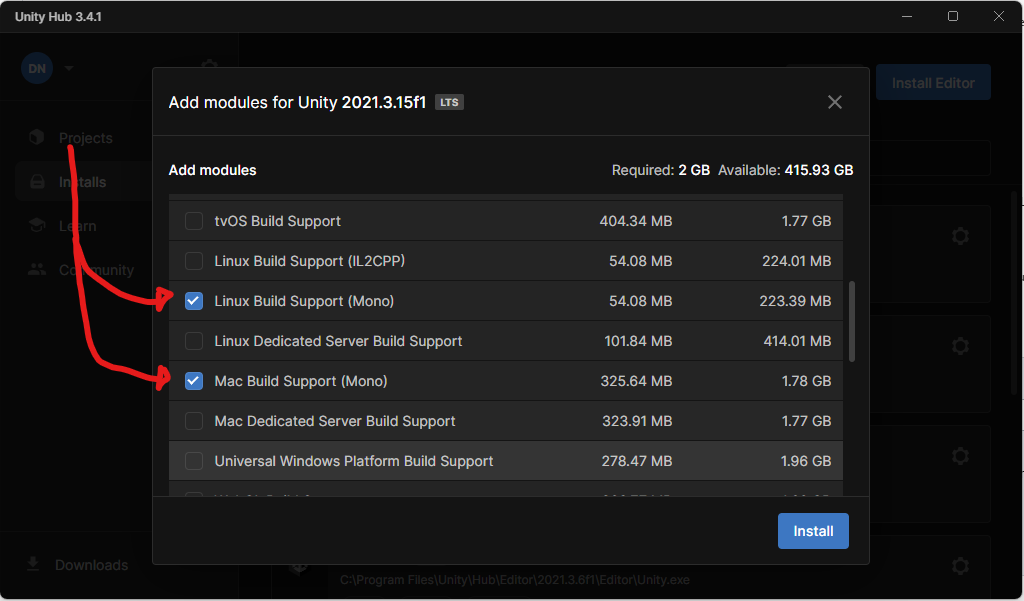 Unity Hub 3.4.1
DN
Install Editor
Add modules for Unity 2021.3.15f1 LTS
Projects
Installs
Learn
Community
Add modules Required: 2 GB Available: 415.93 GB
tvOS Build Support 404.34 MB 1.77 GB
Linux Build Support (IL2CPP) 54.08 MB 224.01 MB
Linux Build Support (Mono) 54.08 MB 223.39 MB
Linux Dedicated Server Build Support 101.84 MB 414.01 MB
Mac Build Support (Mono) 325.64 MB 1.78 GB
Mac Dedicated Server Build Support 323.91 MB 1.77 GB
Universal Windows Platform Build Support 278.47 MB 1.96 GB
Install
Downloads
C:\Program Files\Unity\Hub\Editor\2021.3.6f1\Editor\Unity.exe